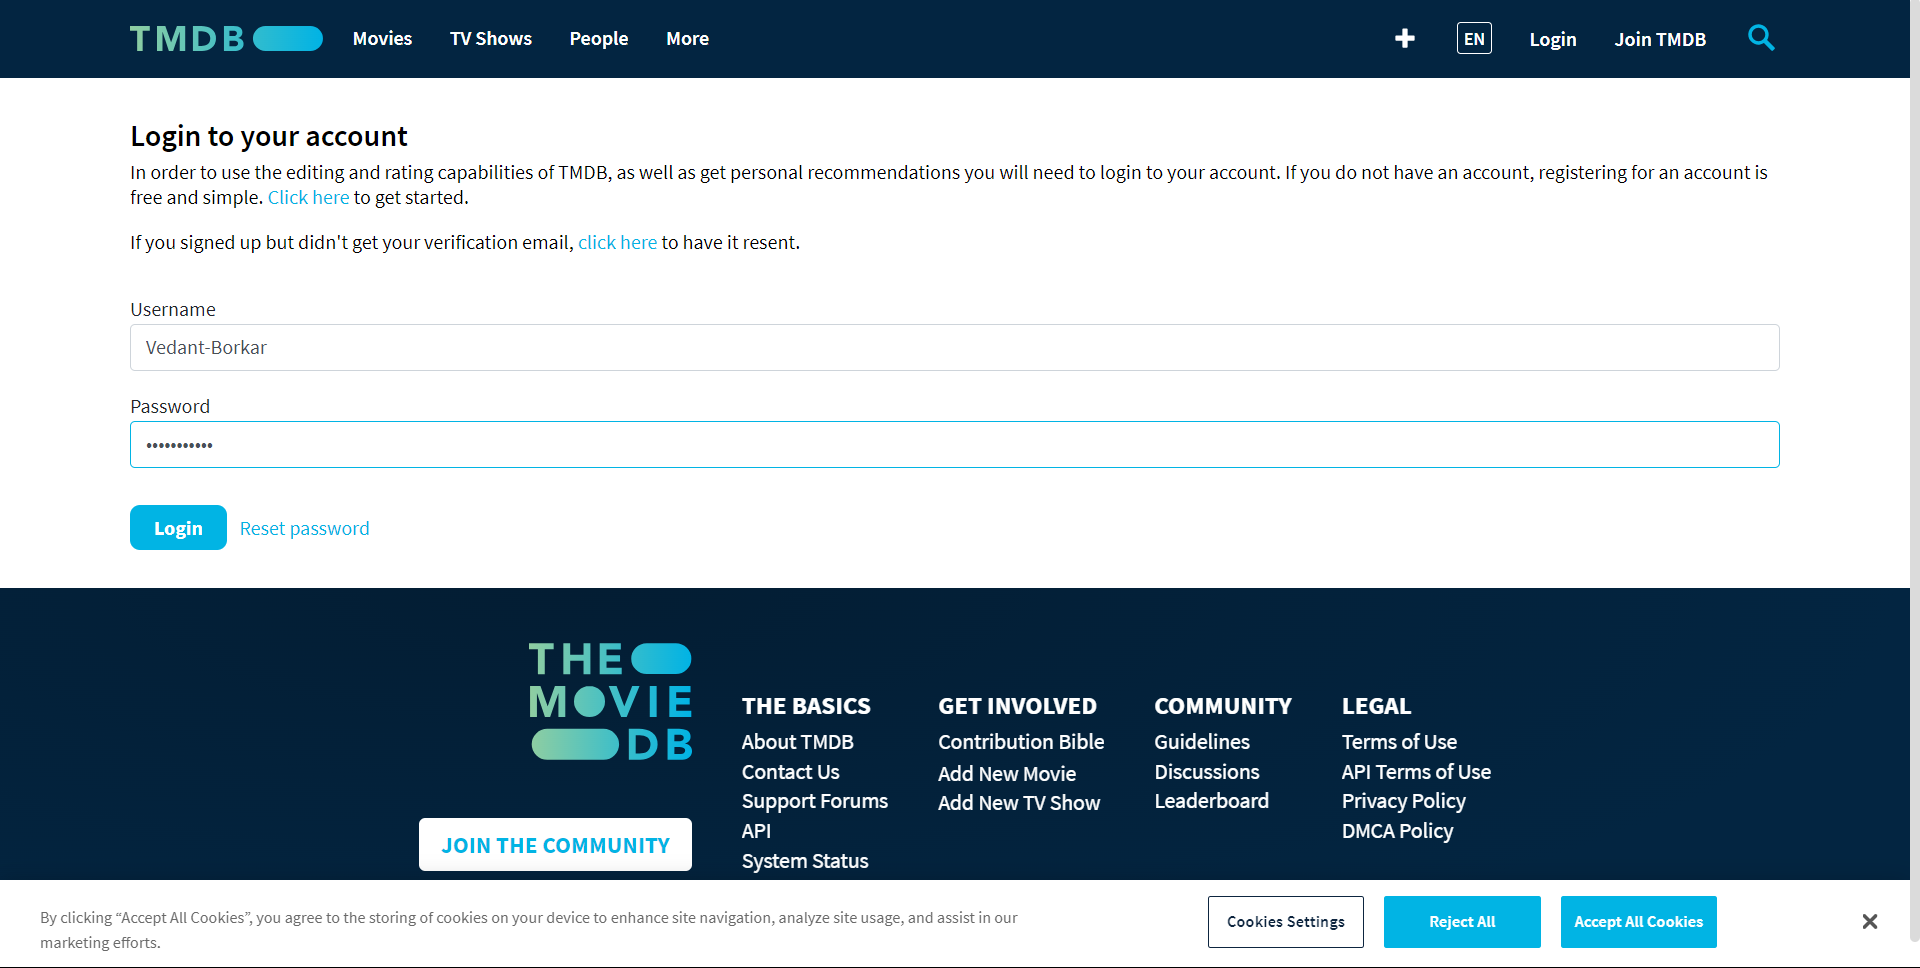 TMDB
Movies
TV Shows
People
More
EN
Login
Join TMDB
Login to your account
In order to use the editing and rating capabilities of TMDB, as well as get personal recommendations you will need to login to your account. If you do not have an account, registering for an account is
free and simple. Click here to get started.
If you signed up but didn't get your verification email, click here to have it resent.
Username
Vedant-Borkar
Password
•••••••••••
Login
Reset password
THE
MOVIE
DB
JOIN THE COMMUNITY
THE BASICS
About TMDB
Contact Us
Support Forums
API
System Status
GET INVOLVED
Contribution Bible
Add New Movie
Add New TV Show
COMMUNITY
Guidelines
Discussions
Leaderboard
LEGAL
Terms of Use
API Terms of Use
Privacy Policy
DMCA Policy
By clicking “Accept All Cookies”, you agree to the storing of cookies on your device to enhance site navigation, analyze site usage, and assist in our
marketing efforts.
Cookies Settings
Reject All
Accept All Cookies